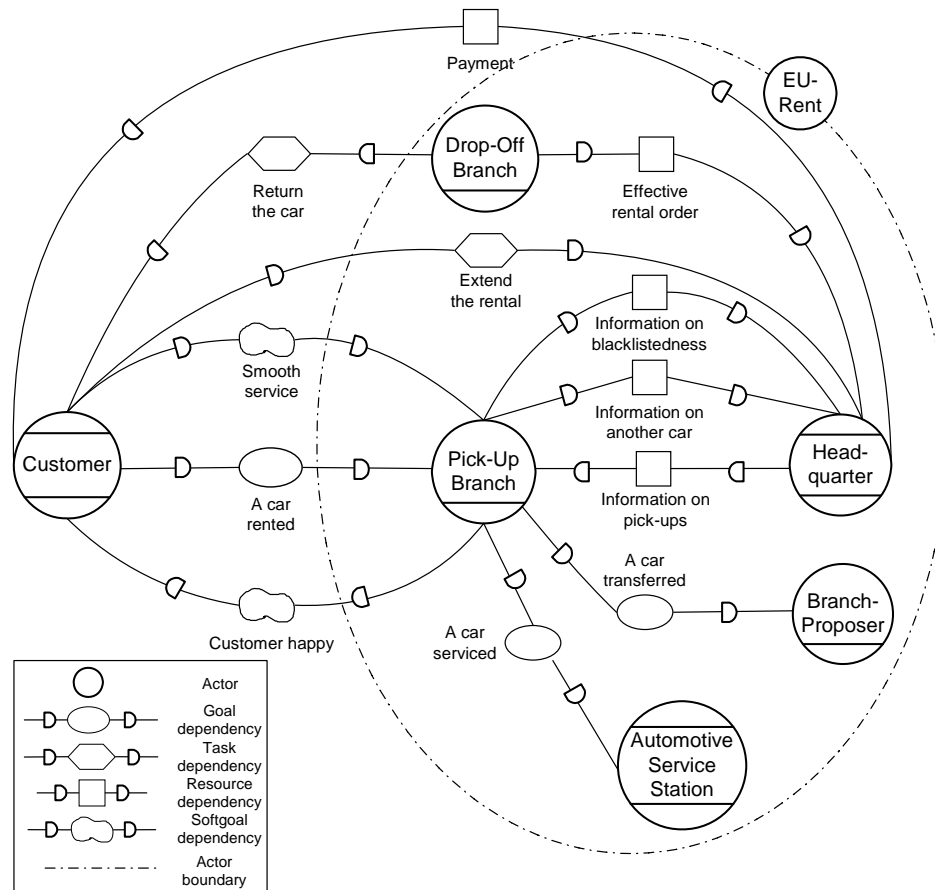 Payment
EU-
Rent
Drop-Off
Branch
Return
the car
Effective
rental order
Extend
the rental
Information on
blacklistedness
Smooth
service
Information on
another car
Customer
A car
rented
Pick-Up
Branch
Information on
pick-ups
Head-
quarter
A car
transferred
Branch-
Proposer
Customer happy
A car
serviced
Automotive
Service
Station
Actor
Goal
dependency
Task
dependency
Resource
dependency
Softgoal
dependency
Actor
boundary